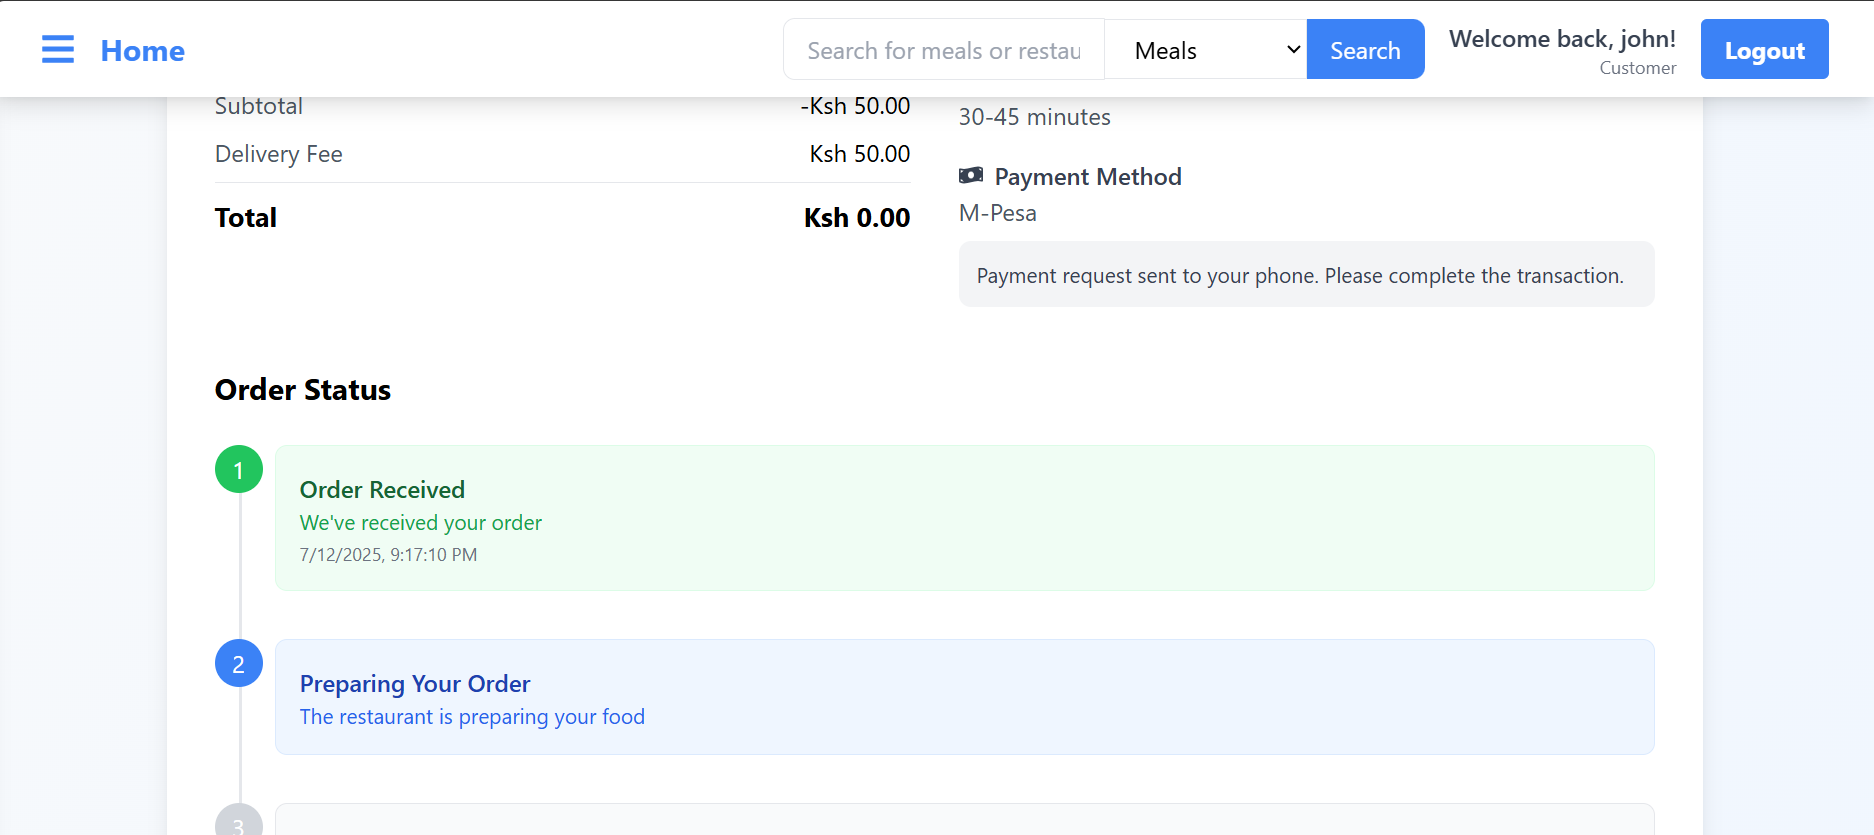 Home
Search for meals or restau
Meals
Search
Welcome back, john!
Customer
Logout
Subtotal -Ksh 50.00
Delivery Fee Ksh 50.00
Total Ksh 0.00
30-45 minutes
Payment Method
M-Pesa
Payment request sent to your phone. Please complete the transaction.
Order Status
1
Order Received
We've received your order
7/12/2025, 9:17:10 PM
2
Preparing Your Order
The restaurant is preparing your food
3